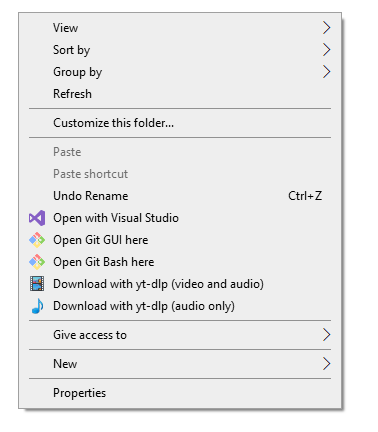 View
Sort by
Group by
Refresh
Customize this folder...
Paste
Paste shortcut
Undo Rename Ctrl+Z
Open with Visual Studio
Open Git GUI here
Open Git Bash here
Download with yt-dlp (video and audio)
Download with yt-dlp (audio only)
Give access to
New
Properties